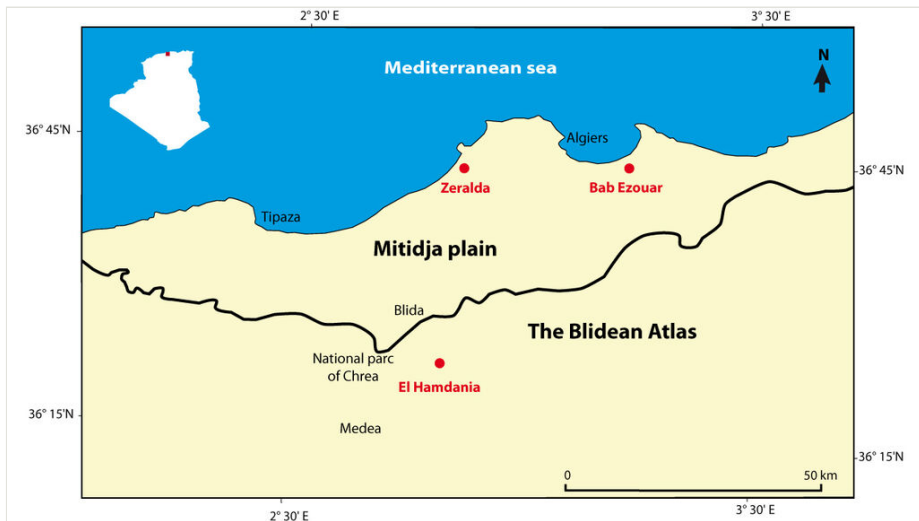 2° 30' E
3° 30' E
Mediterranean sea
N
36° 45'N
Algiers
36° 45'N
Zeralda
Bab Ezouar
Tipaza
Mitidja plain
Blida
The Blidean Atlas
National parc
of Chrea
El Hamdania
36° 15'N
Medea
36° 15'N
0
50 km
2° 30' E
3° 30' E